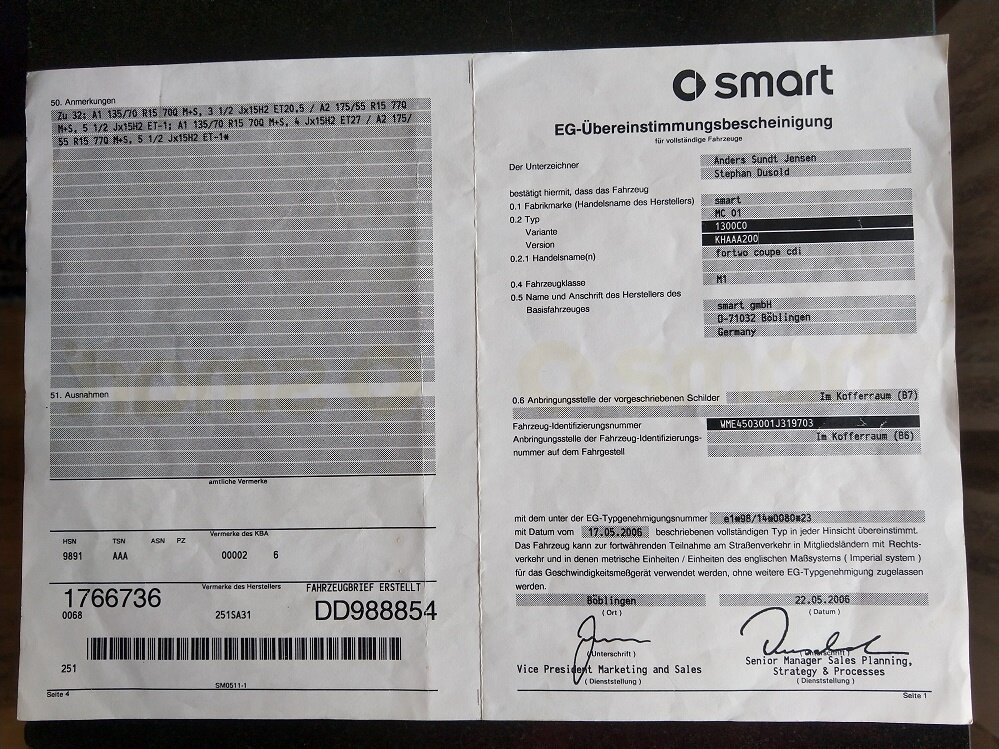 50. Anmerkungen
Zu 32: A1 135/70 R15 70Q M+S, 3 1/2 Jx15H2 ET20.5 / A2 175/55 R15 77Q
M+S, 5 1/2 Jx15H2 ET-1; A1 135/70 R15 70Q M+S, 4 Jx15H2 ET27 / A2 175/
55 R15 77Q M+S, 5 1/2 Jx15H2 ET-1*
51. Ausnahmen
amtliche Vermerke
Vermerke des KBA
HSN TSN ASN PZ
9891 AAA 00002 6
Vermerke des Herstellers
FAHRZEUGBRIEF ERSTELLT
1766736 DD988854
0068 251SA31
251
SM0511-1
Seite 4
smart
EG-Übereinstimmungsbescheinigung
für vollständige Fahrzeuge
Der Unterzeichner Anders Sundt Jensen
Stephan Dusold
bestätigt hiermit, dass das Fahrzeug
0.1 Fabrikmarke (Handelsname des Herstellers) smart
0.2 Typ MC 01
Variante 1300C0
Version KHAAA200
0.2.1 Handelsname(n) fortwo coupe cdi
0.4 Fahrzeugklasse M1
0.5 Name und Anschrift des Herstellers des
Basisfahrzeuges
smart gmbH
D-71032 Böblingen
Germany
smart
0.6 Anbringungsstelle der vorgeschriebenen Schilder Im Kofferraum (B7)
Fahrzeug-Identifizierungsnummer WME4503001J319703
Anbringungsstelle der Fahrzeug-Identifizierungs- Im Kofferraum (B6)
nummer auf dem Fahrgestell
mit dem unter der EG-Typgenehmigungsnummer e1*98/14*0080*23
mit Datum vom 17.05.2006 beschriebenen vollständigen Typ in jeder Hinsicht übereinstimmt.
Das Fahrzeug kann zur fortwährenden Teilnahme am Straßenverkehr in Mitgliedsländern mit Rechts-
verkehr und in denen metrische Einheiten / Einheiten des englischen Maßsystems ( Imperial system )
für das Geschwindigkeitsmeßgerät verwendet werden, ohne weitere EG-Typgenehmigung zugelassen
werden.
Böblingen 22.05.2006
( Ort ) ( Datum )
(Unterschrift) (Unterschrift)
Vice President Marketing and Sales
( Dienststellung )
Senior Manager Sales Planning,
Strategy & Processes
( Dienststellung )
Seite 1